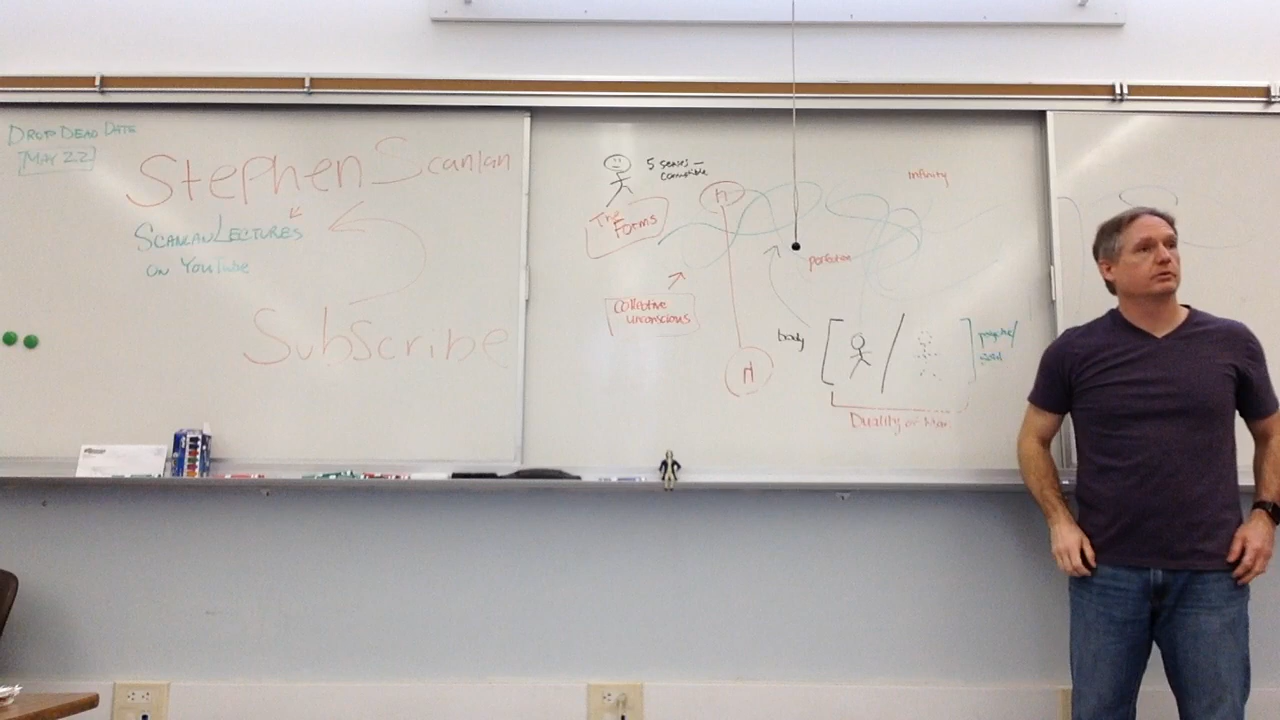 DROP DEAD DATE
MAY 22
Stephen Scanlan
SCANLANLECTURES
ON YOUTUBE
Subscribe
5 senses –
corruptible
The
Forms
H
infinity
perfection
collective
unconscious
H
body
psyche/
soul
Duality of Man